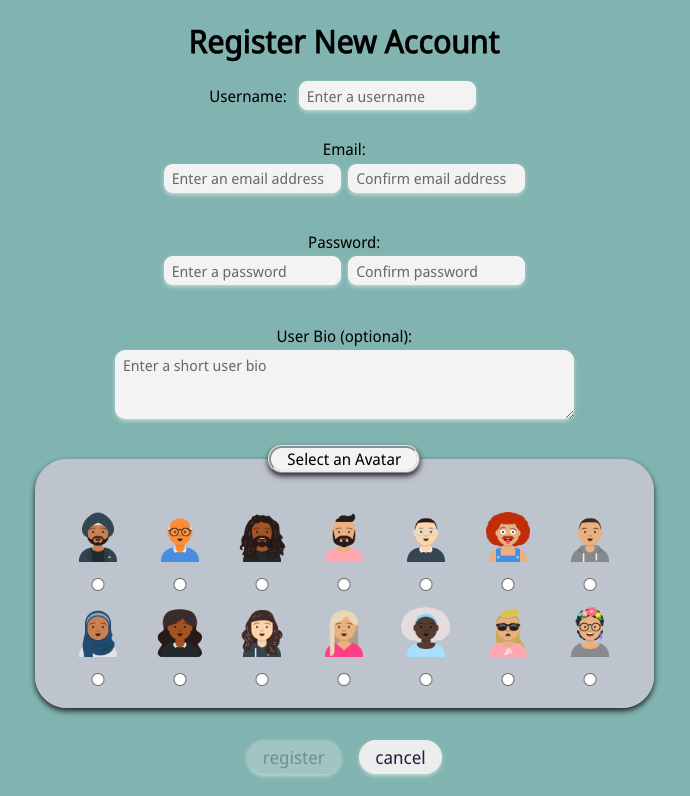 Register New Account
Username: Enter a username
Email:
Enter an email address Confirm email address
Password:
Enter a password Confirm password
User Bio (optional):
Enter a short user bio
Select an Avatar
register cancel